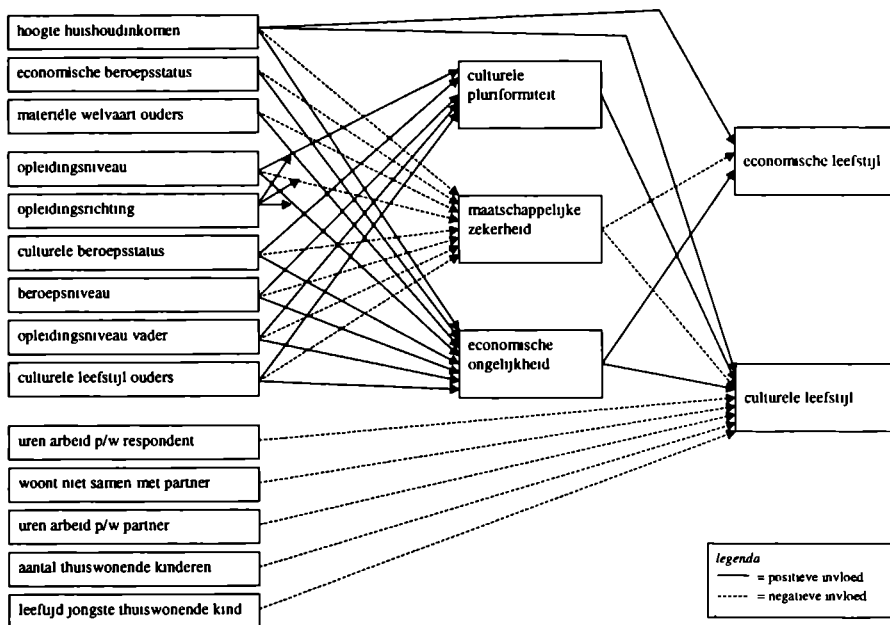 hoogte huishoudinkomen
economische beroepsstatus
materiële welvaart ouders
opleidingsniveau
opleidingsrichting
culturele beroepsstatus
beroepsniveau
opleidingsniveau vader
culturele leefstijl ouders
uren arbeid p/w respondent
woont niet samen met partner
uren arbeid p/w partner
aantal thuiswonende kinderen
leeftijd jongste thuiswonende kind
culturele
pluriformiteit
maatschappelijke
zekerheid
economische
ongelijkheid
economische leefstijl
culturele leefstijl
legenda
= positieve invloed
= negatieve invloed